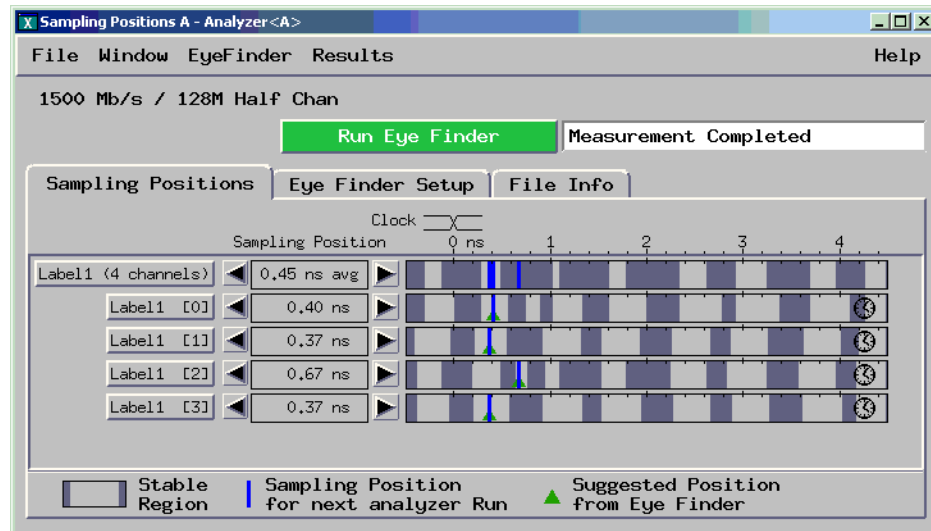 X Sampling Positions A - Analyzer<A>
File Window EyeFinder Results Help
1500 Mb/s / 128M Half Chan
Run Eye Finder Measurement Completed
Sampling Positions Eye Finder Setup File Info
Clock
Sampling Position 0 ns 1 2 3 4
Label1 (4 channels) 0.45 ns avg
Label1 [0] 0.40 ns
Label1 [1] 0.37 ns
Label1 [2] 0.67 ns
Label1 [3] 0.37 ns
Stable Sampling Position Suggested Position
Region for next analyzer Run from Eye Finder